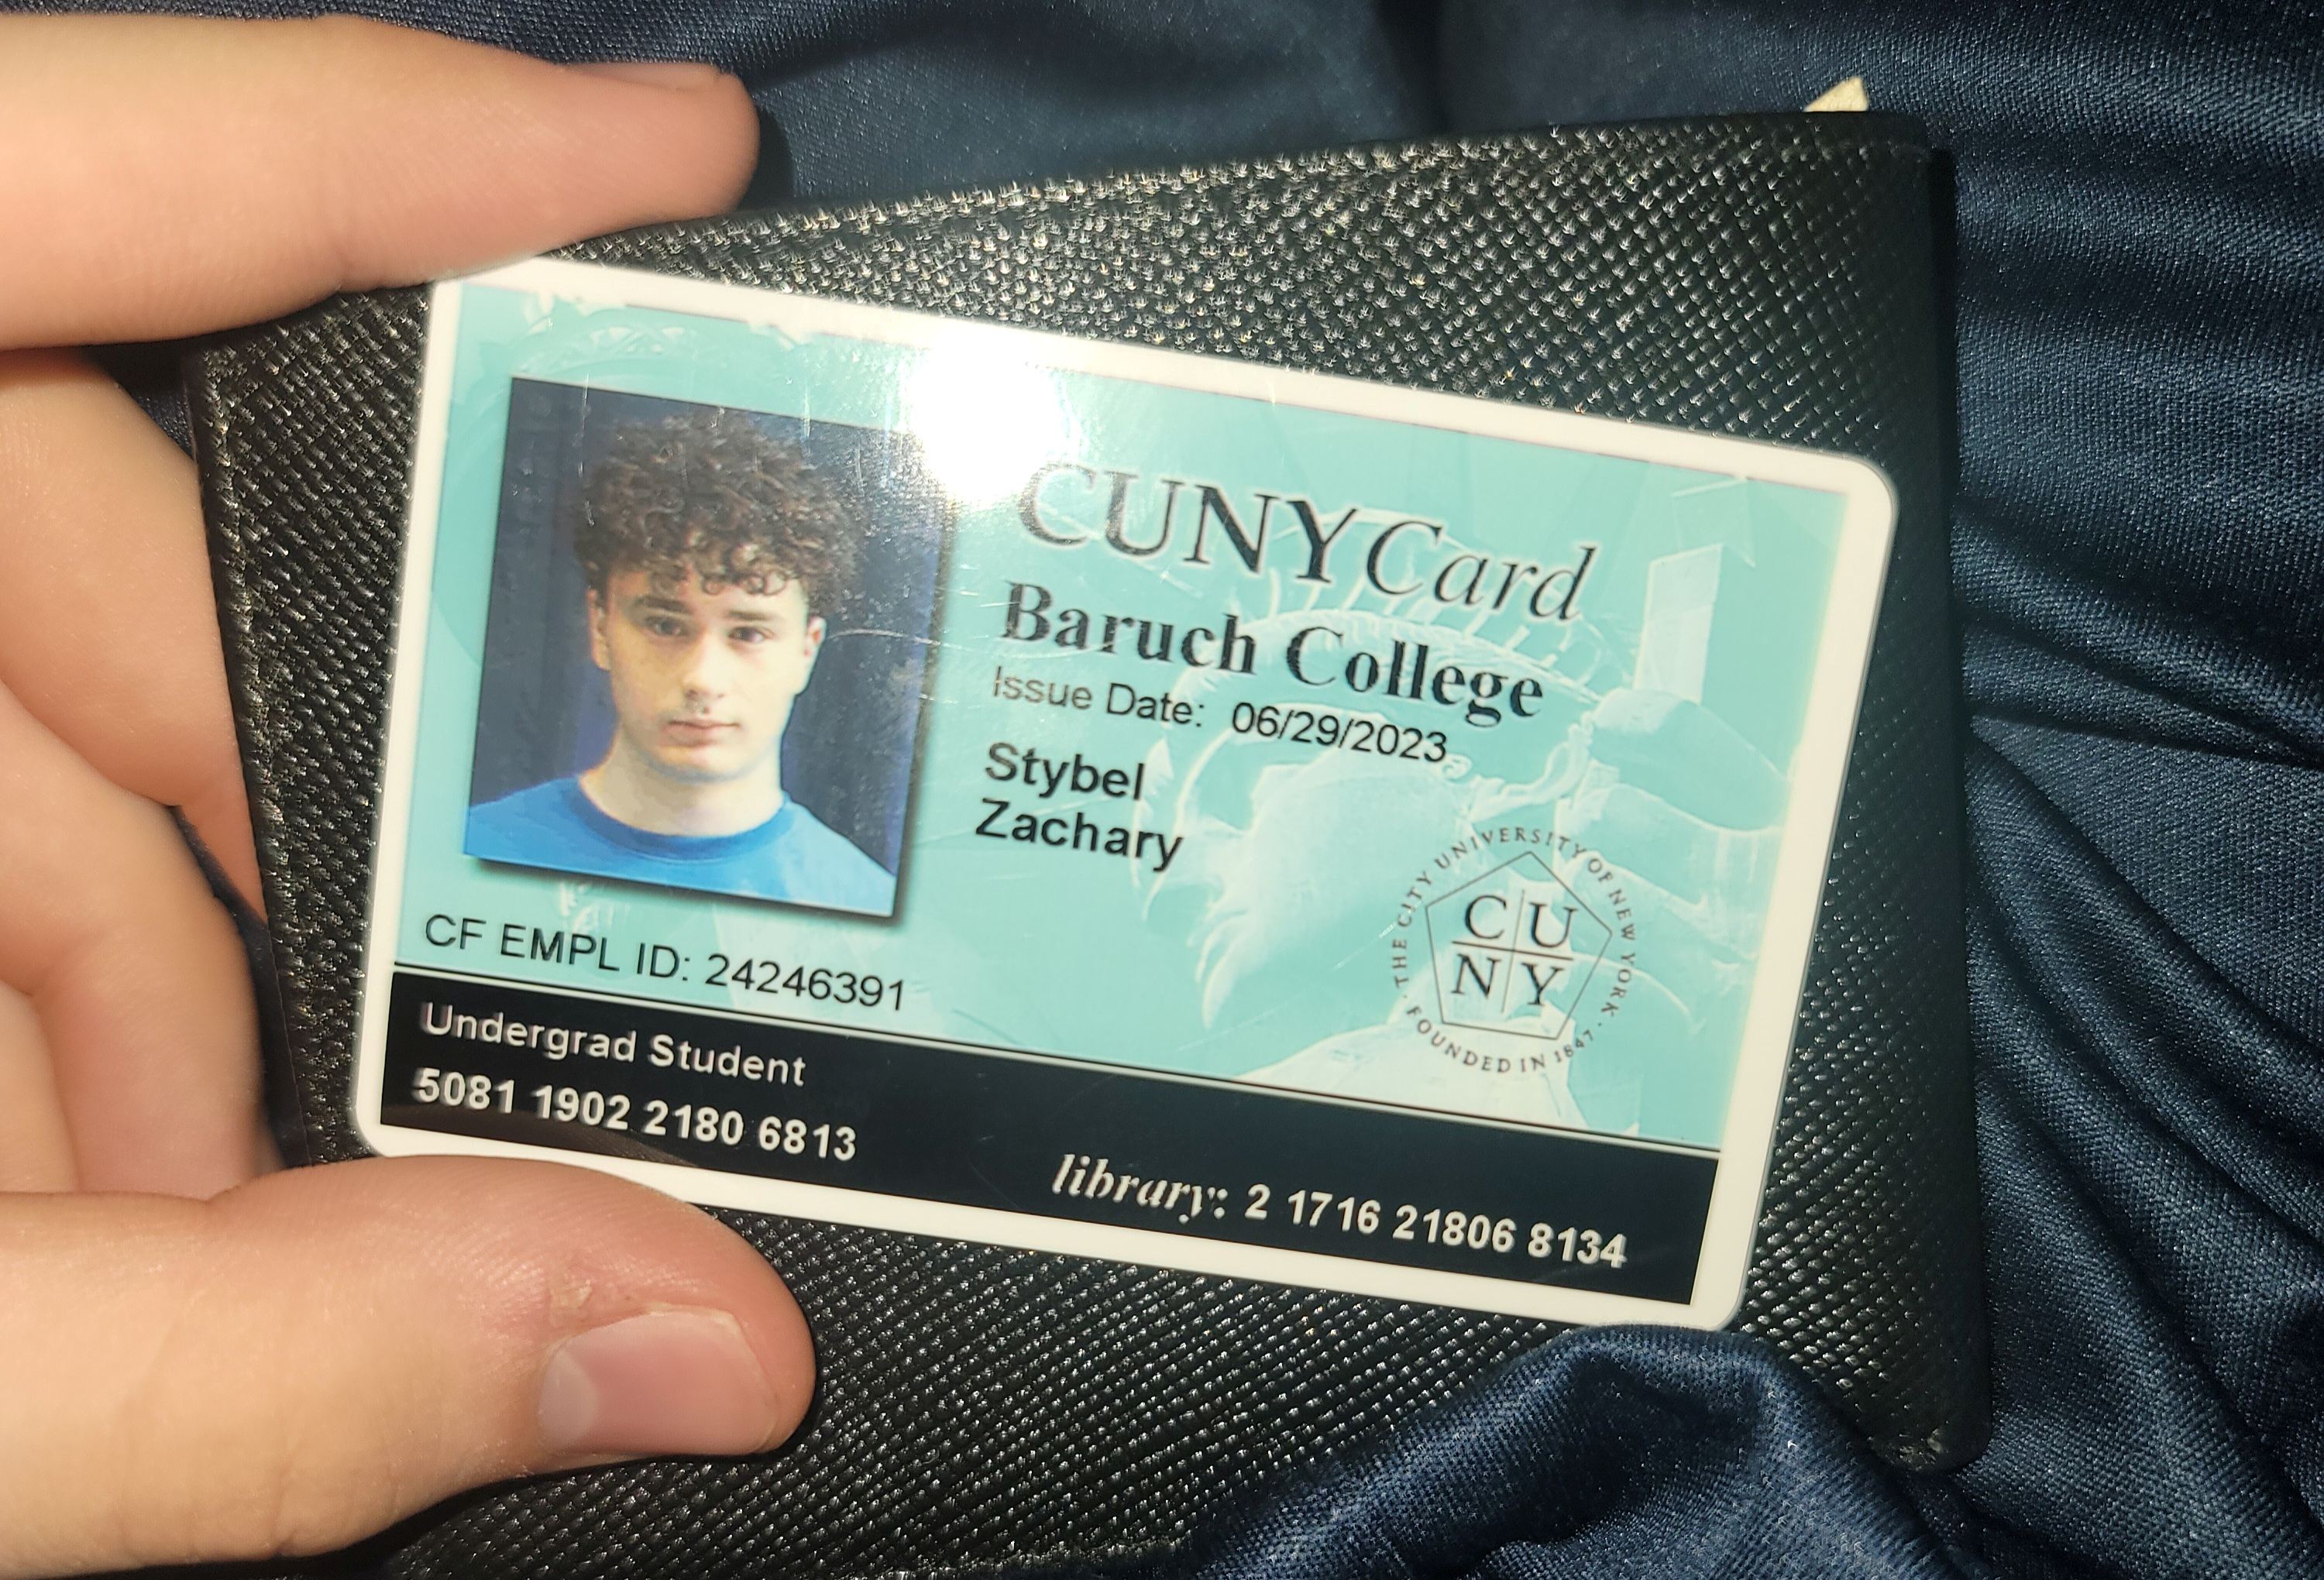 CUNYCard
Baruch College
Issue Date: 06/29/2023
Stybel
Zachary
CF EMPL ID: 24246391
THE CITY UNIVERSITY OF NEW YORK · FOUNDED IN 1847 ·
C U
N Y
Undergrad Student
5081 1902 2180 6813
library: 2 1716 21806 8134